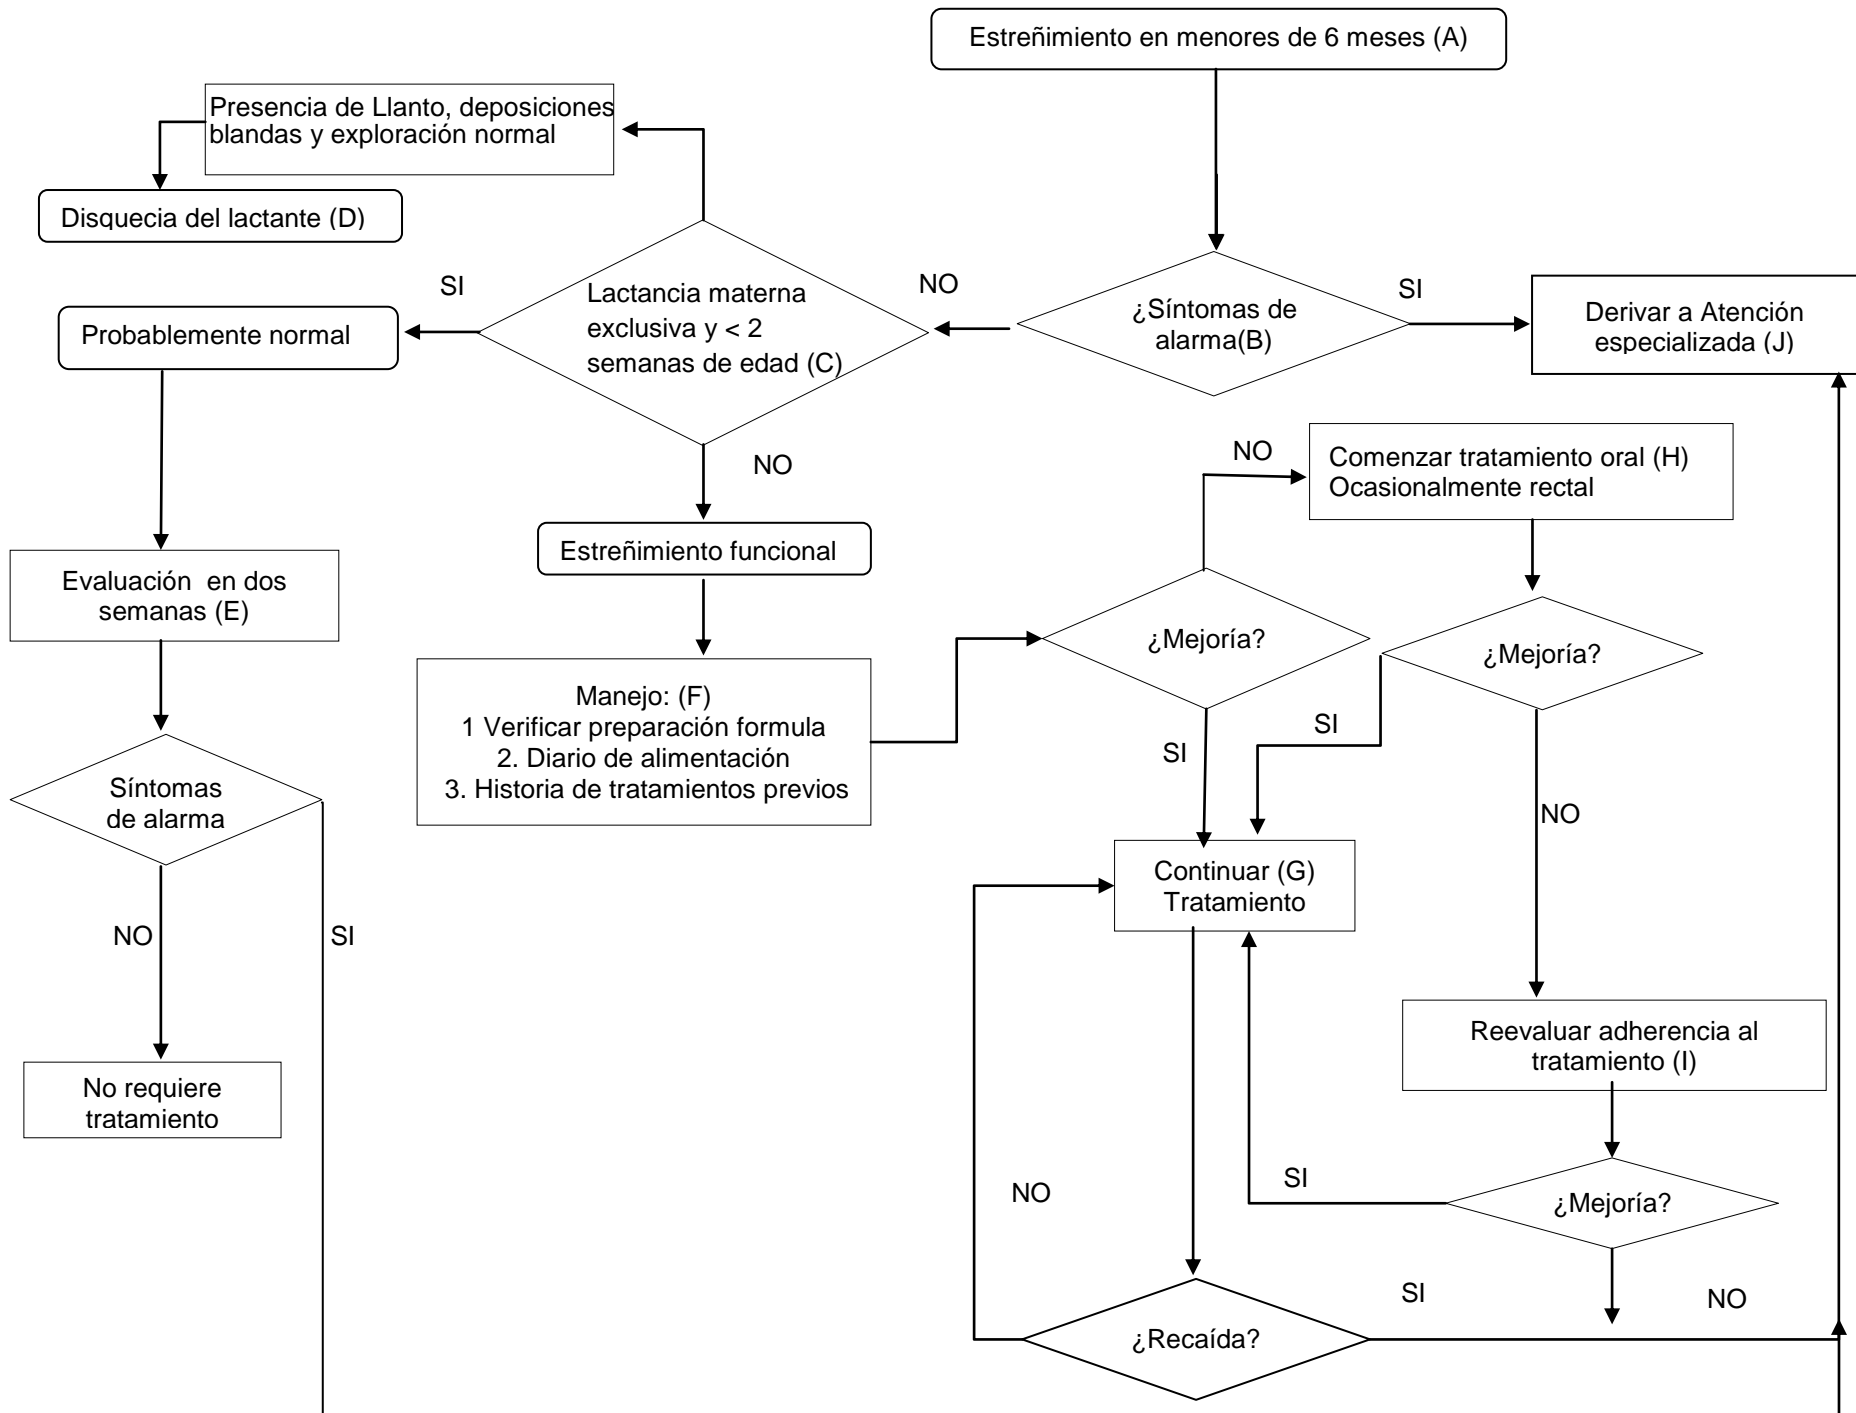 Estreñimiento en menores de 6 meses (A)
Presencia de Llanto, deposiciones
blandas y exploración normal
Disquecia del lactante (D)
SI
NO
SI
Lactancia materna
exclusiva y < 2
semanas de edad (C)
¿Síntomas de
alarma(B)
Derivar a Atención
especializada (J)
Probablemente normal
NO
NO
Comenzar tratamiento oral (H)
Ocasionalmente rectal
Estreñimiento funcional
Evaluación en dos
semanas (E)
¿Mejoría?
¿Mejoría?
Manejo: (F)
1 Verificar preparación formula
2. Diario de alimentación
3. Historia de tratamientos previos
SI
SI
Síntomas
de alarma
NO
Continuar (G)
Tratamiento
NO
SI
Reevaluar adherencia al
tratamiento (I)
No requiere
tratamiento
NO
SI
¿Mejoría?
SI
NO
¿Recaída?